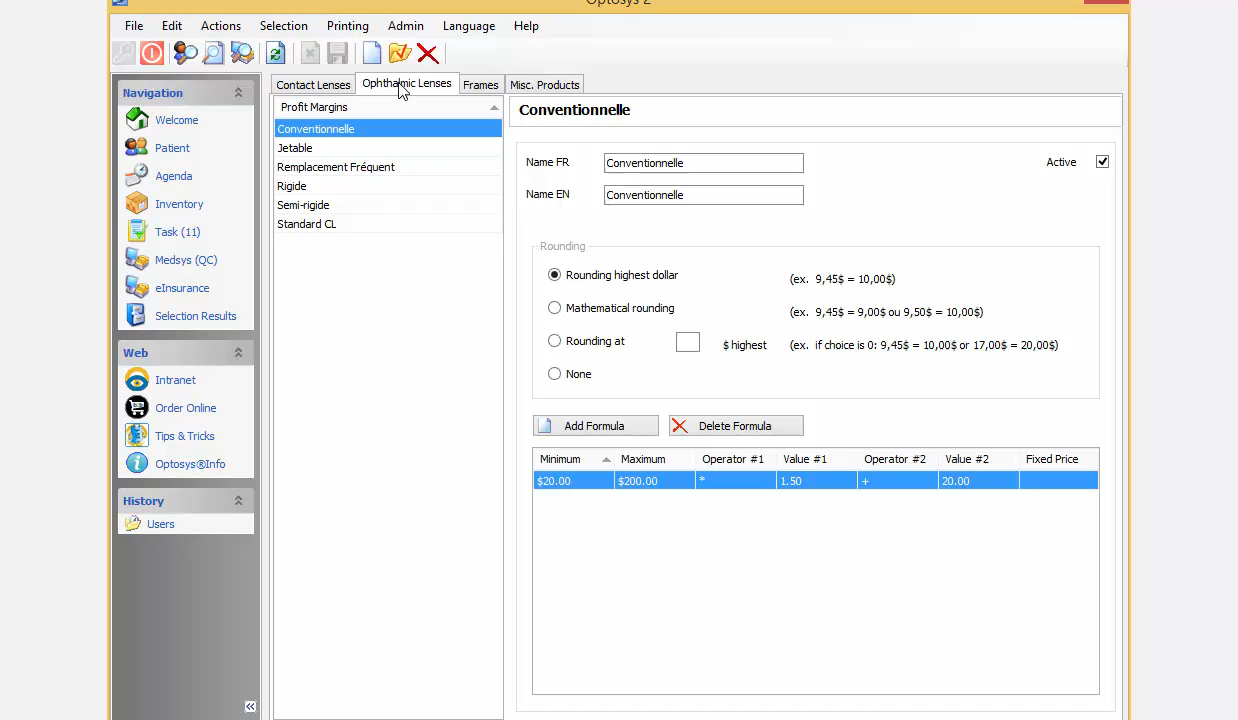 Optosys 2
File Edit Actions Selection Printing Admin Language Help
Contact Lenses Ophthalmic Lenses Frames Misc. Products
Navigation
Welcome
Patient
Agenda
Inventory
Task (11)
Medsys (QC)
eInsurance
Selection Results
Web
Intranet
Order Online
Tips & Tricks
Optosys®Info
History
Users
Profit Margins
Conventionnelle
Jetable
Remplacement Fréquent
Rigide
Semi-rigide
Standard CL
Conventionnelle
Name FR Conventionnelle Active
Name EN Conventionnelle
Rounding
Rounding highest dollar (ex. 9,45$ = 10,00$)
Mathematical rounding (ex. 9,45$ = 9,00$ ou 9,50$ = 10,00$)
Rounding at $ highest (ex. if choice is 0: 9,45$ = 10,00$ or 17,00$ = 20,00$)
None
Add Formula Delete Formula
Minimum Maximum Operator #1 Value #1 Operator #2 Value #2 Fixed Price
$20.00 $200.00 * 1.50 + 20.00